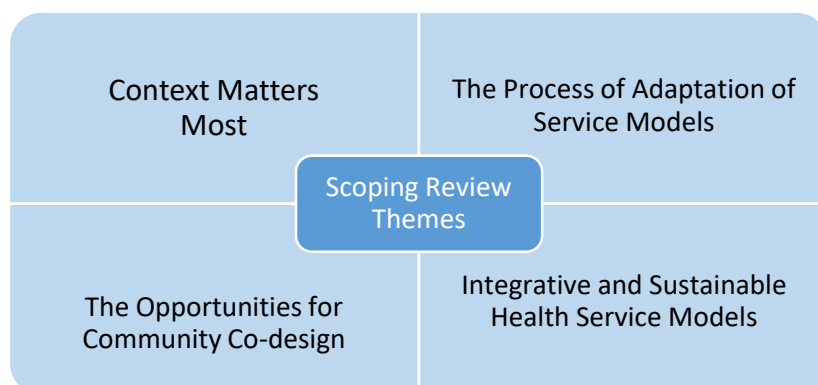 Context Matters
Most
The Process of Adaptation of
Service Models
Scoping Review
Themes
The Opportunities for
Community Co-design
Integrative and Sustainable
Health Service Models